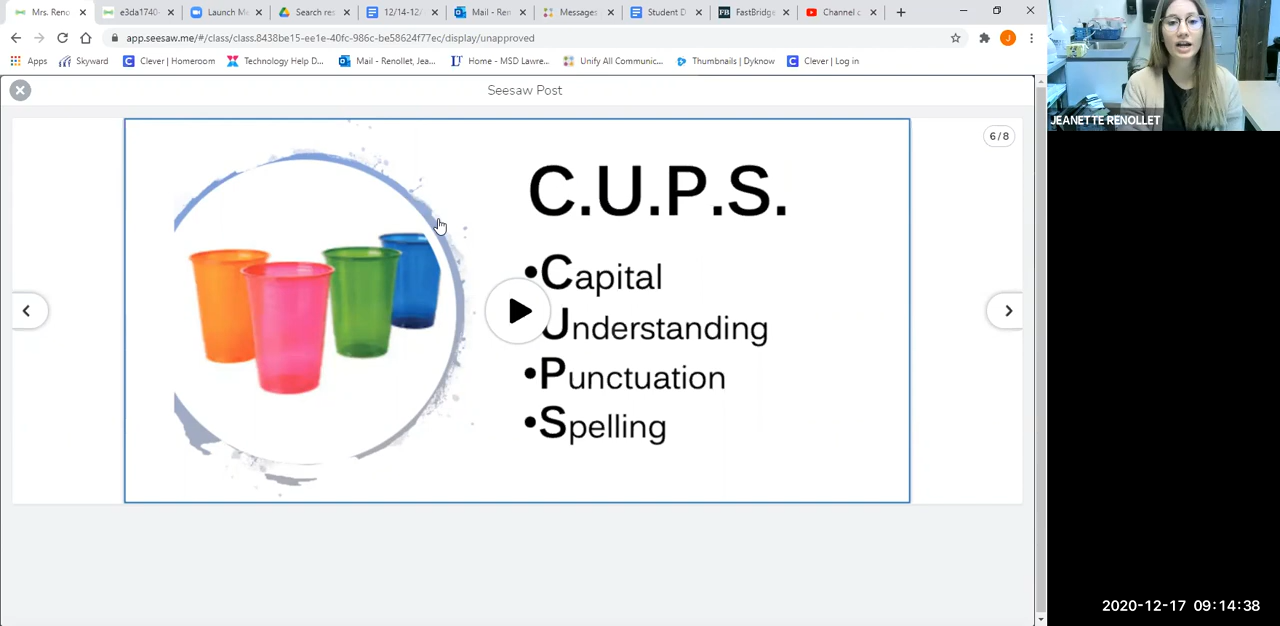 Mrs. Reno
e3da1740-
Launch Me
Search res
12/14-12/
Mail - Ren
Messages
Student D
FastBridge
Channel c
app.seesaw.me/#/class/class.8438be15-ee1e-40fc-986c-be58624f77ec/display/unapproved
J
Apps
Skyward
Clever | Homeroom
Technology Help D...
Mail - Renollet, Jea...
Home - MSD Lawre...
Unify All Communic...
Thumbnails | Dyknow
Clever | Log in
Seesaw Post
6/8
C.U.P.S.
•Capital
Understanding
•Punctuation
•Spelling
JEANETTE RENOLLET
2020-12-17 09:14:38